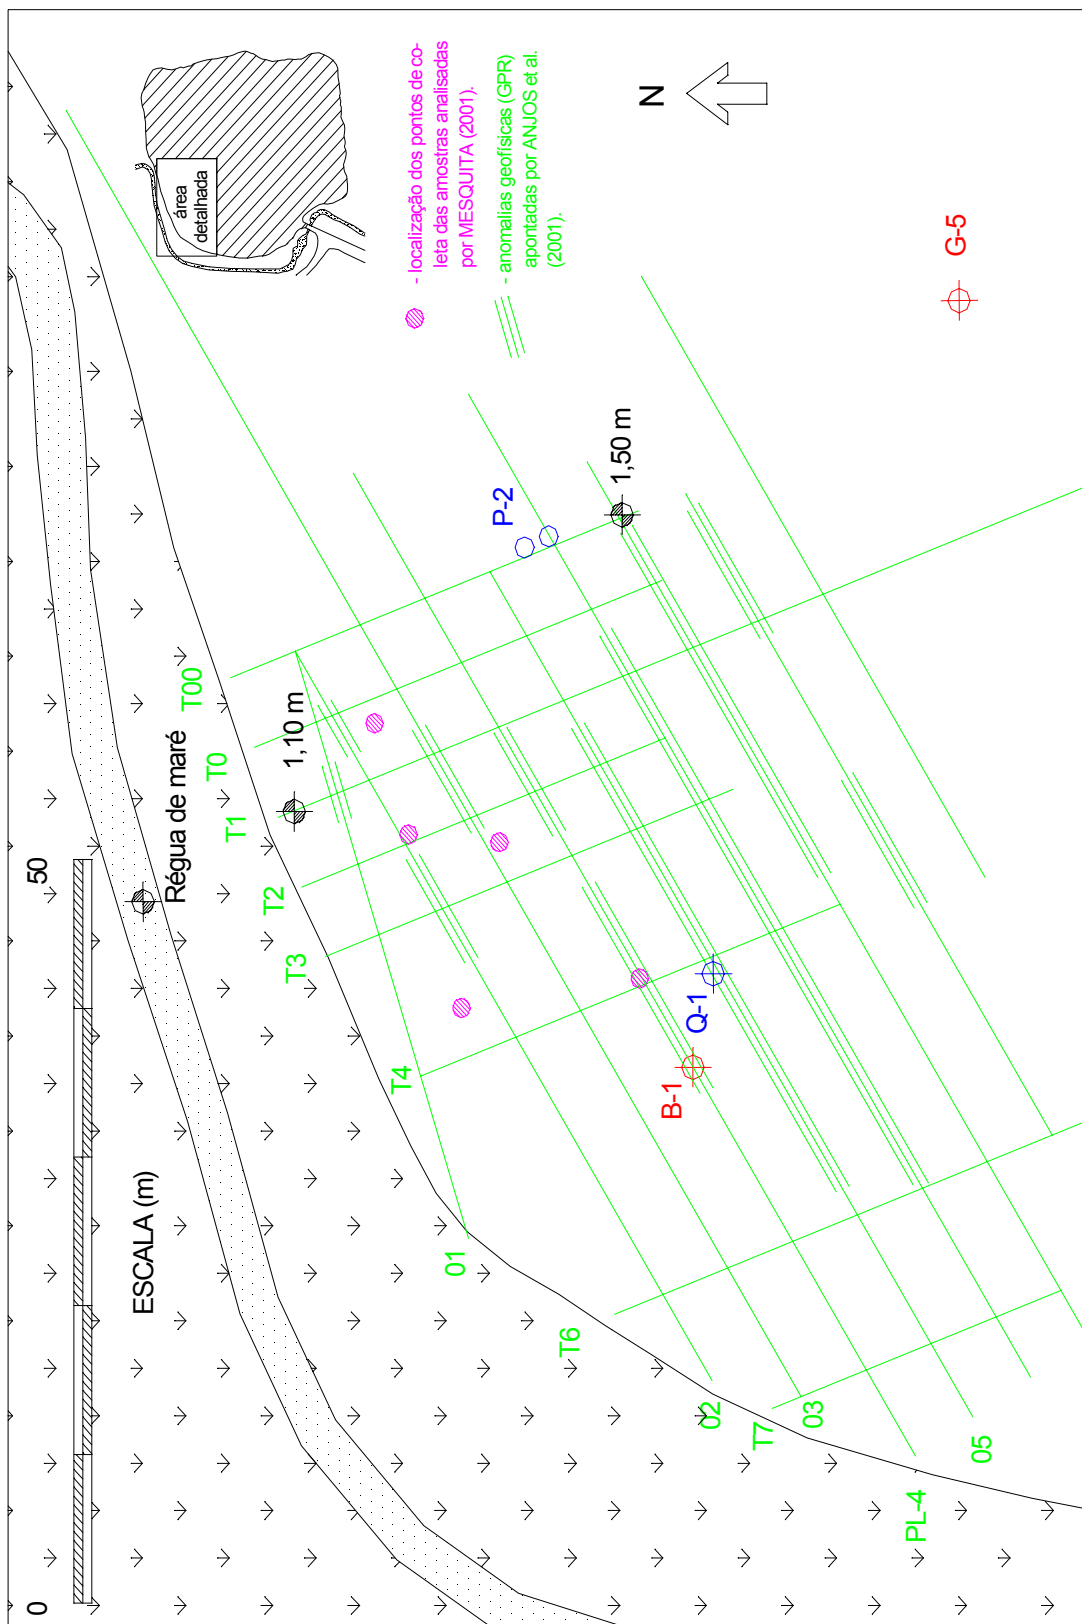 0
50
ESCALA (m)
Régua de maré
1,10 m
1,50 m
T00
T0
T1
T2
T3
T4
01
T6
02
T7
03
PL-4
05
B-1
Q-1
P-2
G-5
N
área
detalhada
- localização dos pontos de co-
leta das amostras analisadas
por MESQUITA (2001).
- anomalias geofísicas (GPR)
apontadas por ANJOS et al.
(2001).